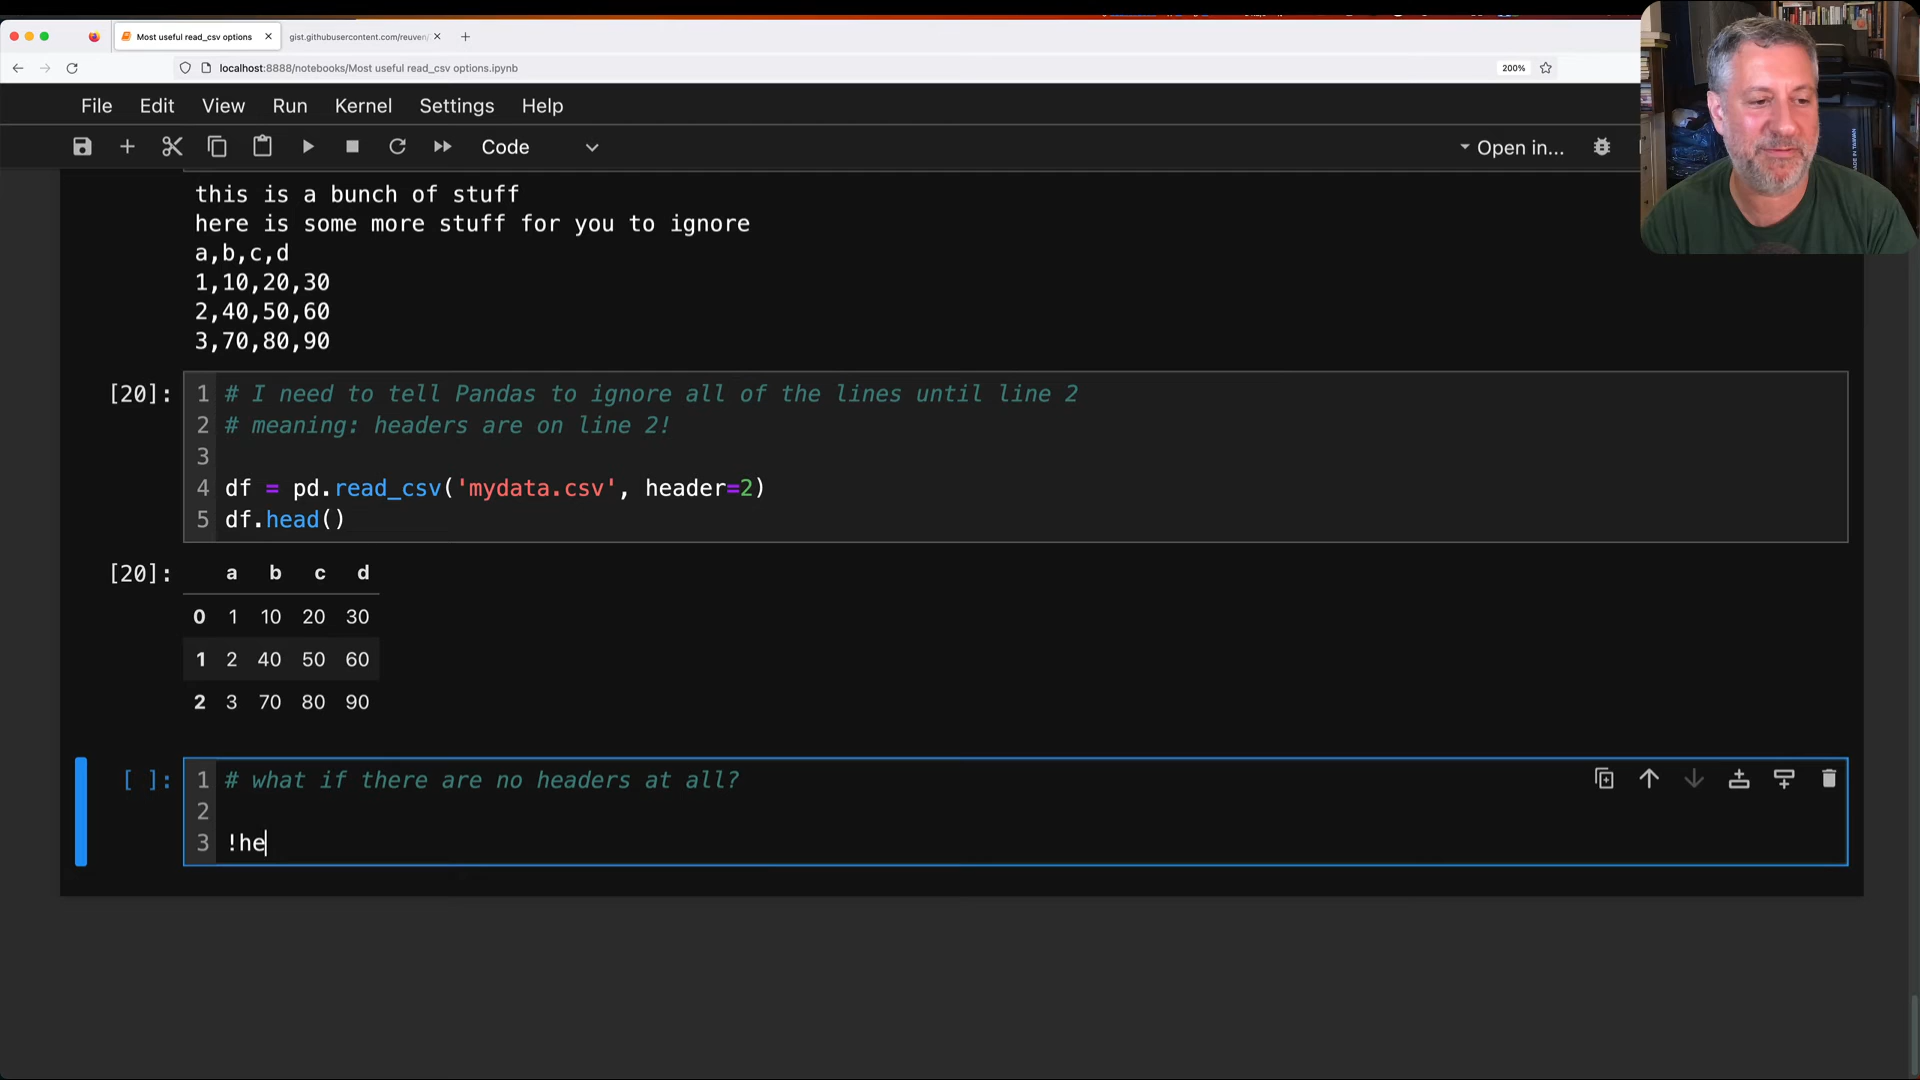 Most useful read_csv options
gist.githubusercontent.com/reuven/
localhost:8888/notebooks/Most useful read_csv options.ipynb
200%
File Edit View Run Kernel Settings Help
Code
Open in...
this is a bunch of stuff
here is some more stuff for you to ignore
a,b,c,d
1,10,20,30
2,40,50,60
3,70,80,90
[20]:
1 # I need to tell Pandas to ignore all of the lines until line 2
2 # meaning: headers are on line 2!
3
4 df = pd.read_csv('mydata.csv', header=2)
5 df.head()
[20]:
a b c d
0 1 10 20 30
1 2 40 50 60
2 3 70 80 90
[ ]:
1 # what if there are no headers at all?
2
3 !he